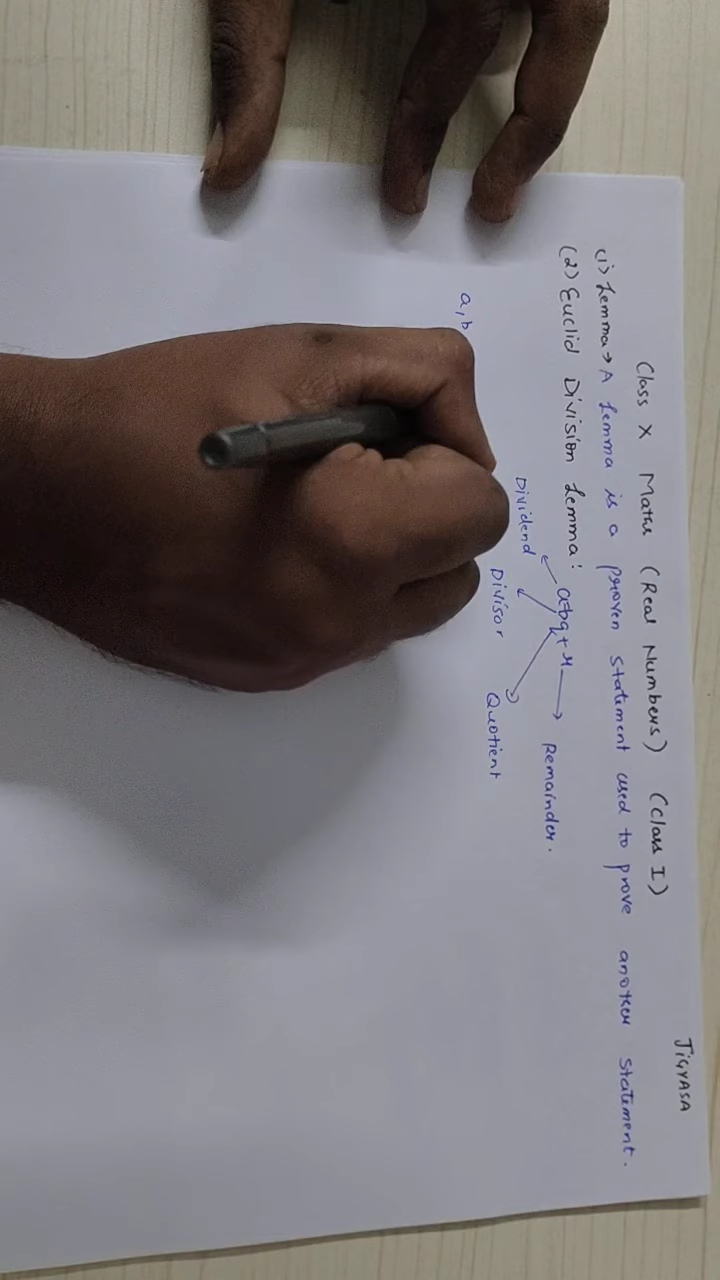 JIGYASA
Class X Maths (Real Numbers) (Class I)
(1) Lemma → A Lemma is a proven statement used to prove another statement.
(2) Euclid Division Lemma: a=bq+r → Remainder.
Dividend
Divisor
Quotient
a,b